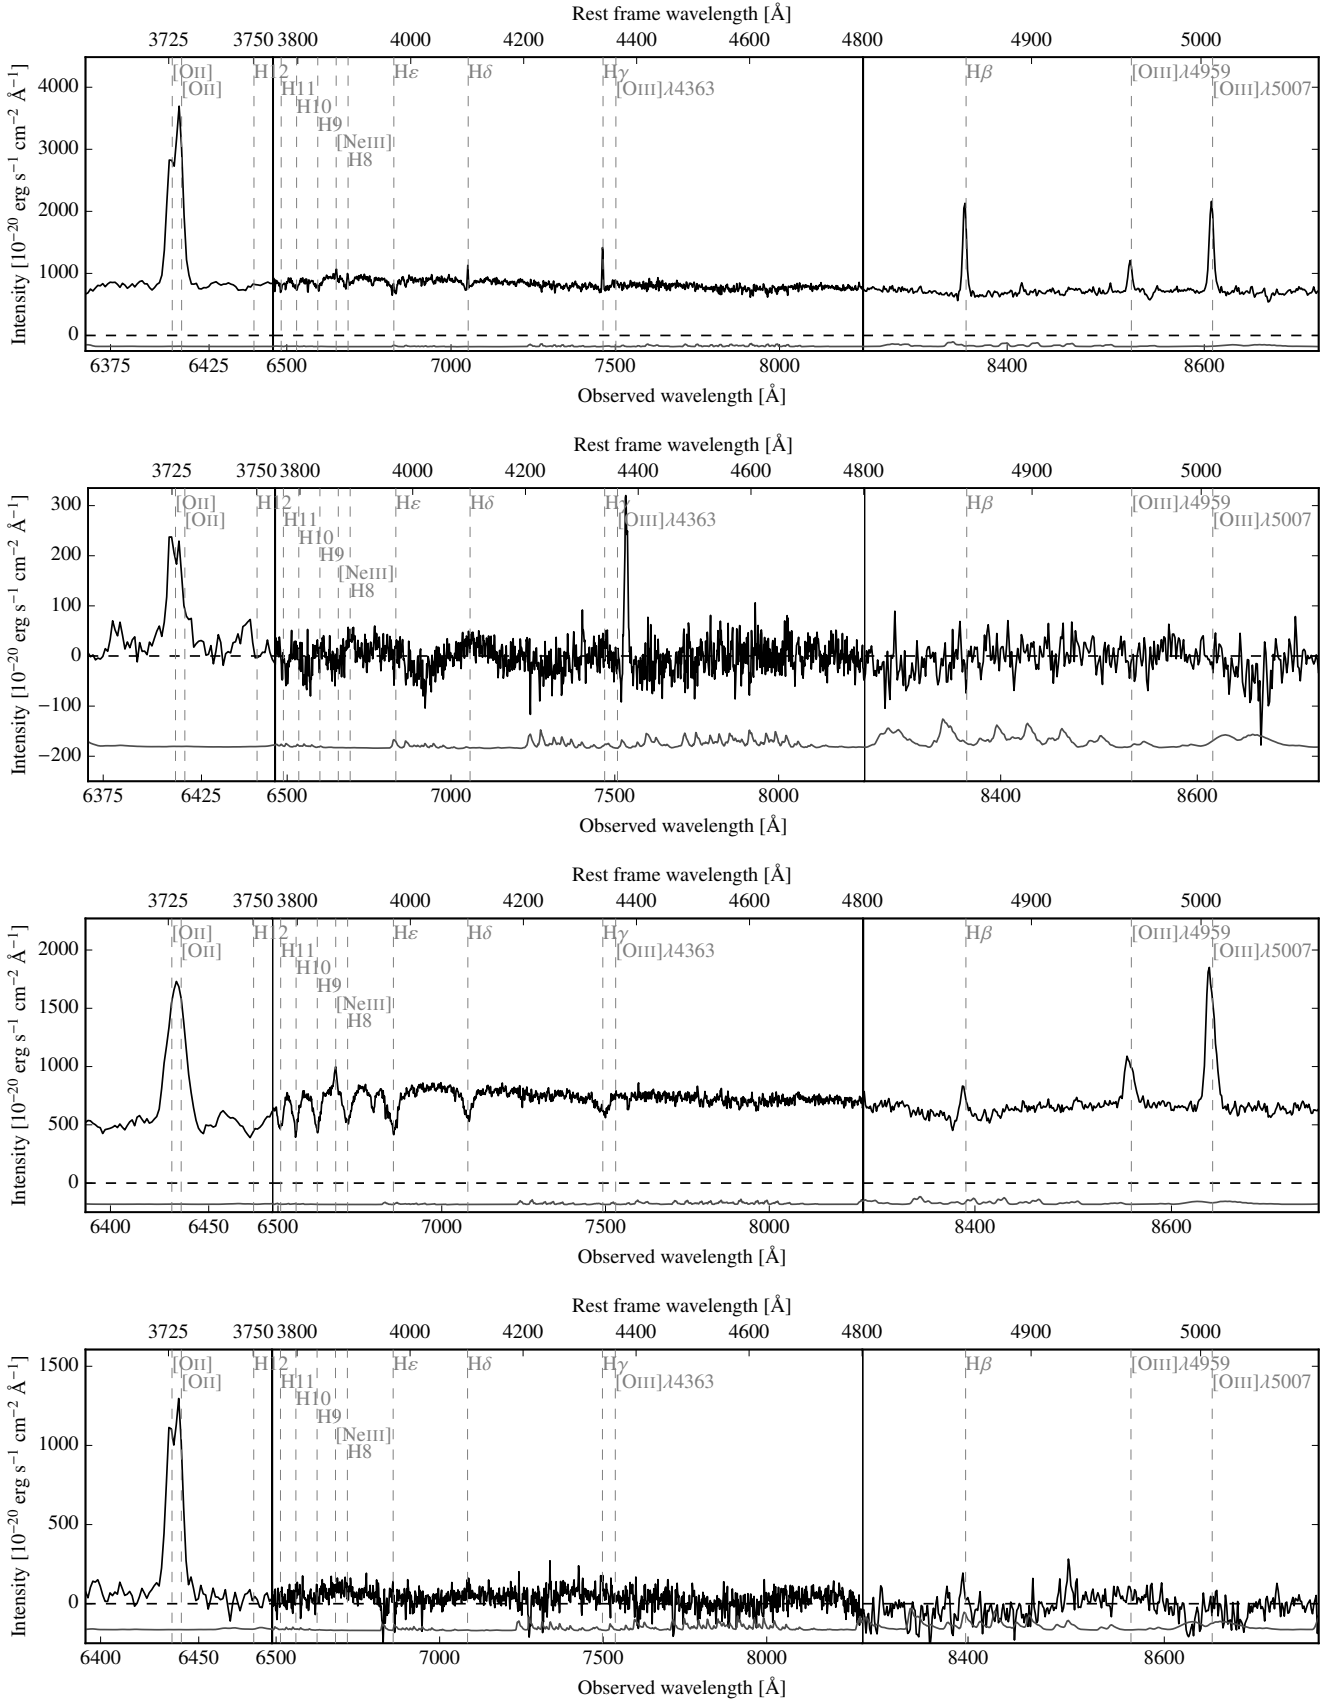 Rest frame wavelength [Å]
3725 3750 3800 4000 4200 4400 4600 4800 4900 5000
[OII] H12 Hε Hδ Hγ Hβ [OIII]λ4959
[OII] H11 [OIII]λ4363 [OIII]λ5007
H10
H9
[NeIII]
H8
4000
3000
2000
1000
0
Intensity [10⁻²⁰ erg s⁻¹ cm⁻² Å⁻¹]
6375 6425 6500 7000 7500 8000 8400 8600
Observed wavelength [Å]
Rest frame wavelength [Å]
3725 3750 3800 4000 4200 4400 4600 4800 4900 5000
[OII] H12 Hε Hδ Hγ Hβ [OIII]λ4959
[OII] H11 [OIII]λ4363 [OIII]λ5007
H10
H9
[NeIII]
H8
300
200
100
0
−100
−200
Intensity [10⁻²⁰ erg s⁻¹ cm⁻² Å⁻¹]
6375 6425 6500 7000 7500 8000 8400 8600
Observed wavelength [Å]
Rest frame wavelength [Å]
3725 3750 3800 4000 4200 4400 4600 4800 4900 5000
[OII] H12 Hε Hδ Hγ Hβ [OIII]λ4959
[OII] H11 [OIII]λ4363 [OIII]λ5007
H10
H9
[NeIII]
H8
2000
1500
1000
500
0
Intensity [10⁻²⁰ erg s⁻¹ cm⁻² Å⁻¹]
6400 6450 6500 7000 7500 8000 8400 8600
Observed wavelength [Å]
Rest frame wavelength [Å]
3725 3750 3800 4000 4200 4400 4600 4800 4900 5000
[OII] H12 Hε Hδ Hγ Hβ [OIII]λ4959
[OII] H11 [OIII]λ4363 [OIII]λ5007
H10
H9
[NeIII]
H8
1500
1000
500
0
Intensity [10⁻²⁰ erg s⁻¹ cm⁻² Å⁻¹]
6400 6450 6500 7000 7500 8000 8400 8600
Observed wavelength [Å]